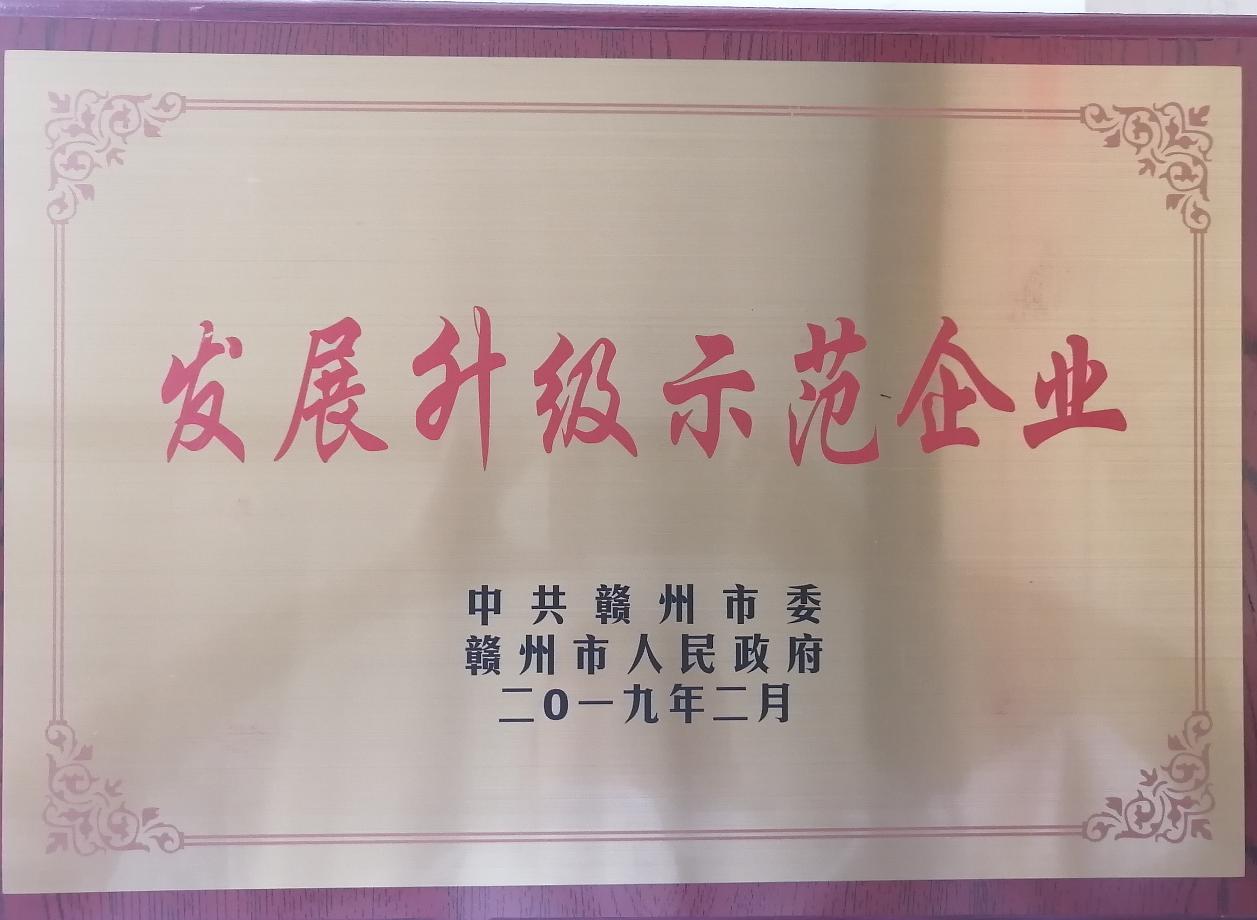 发展升级示范企业
中共赣州市委
赣州市人民政府
二0一九年二月